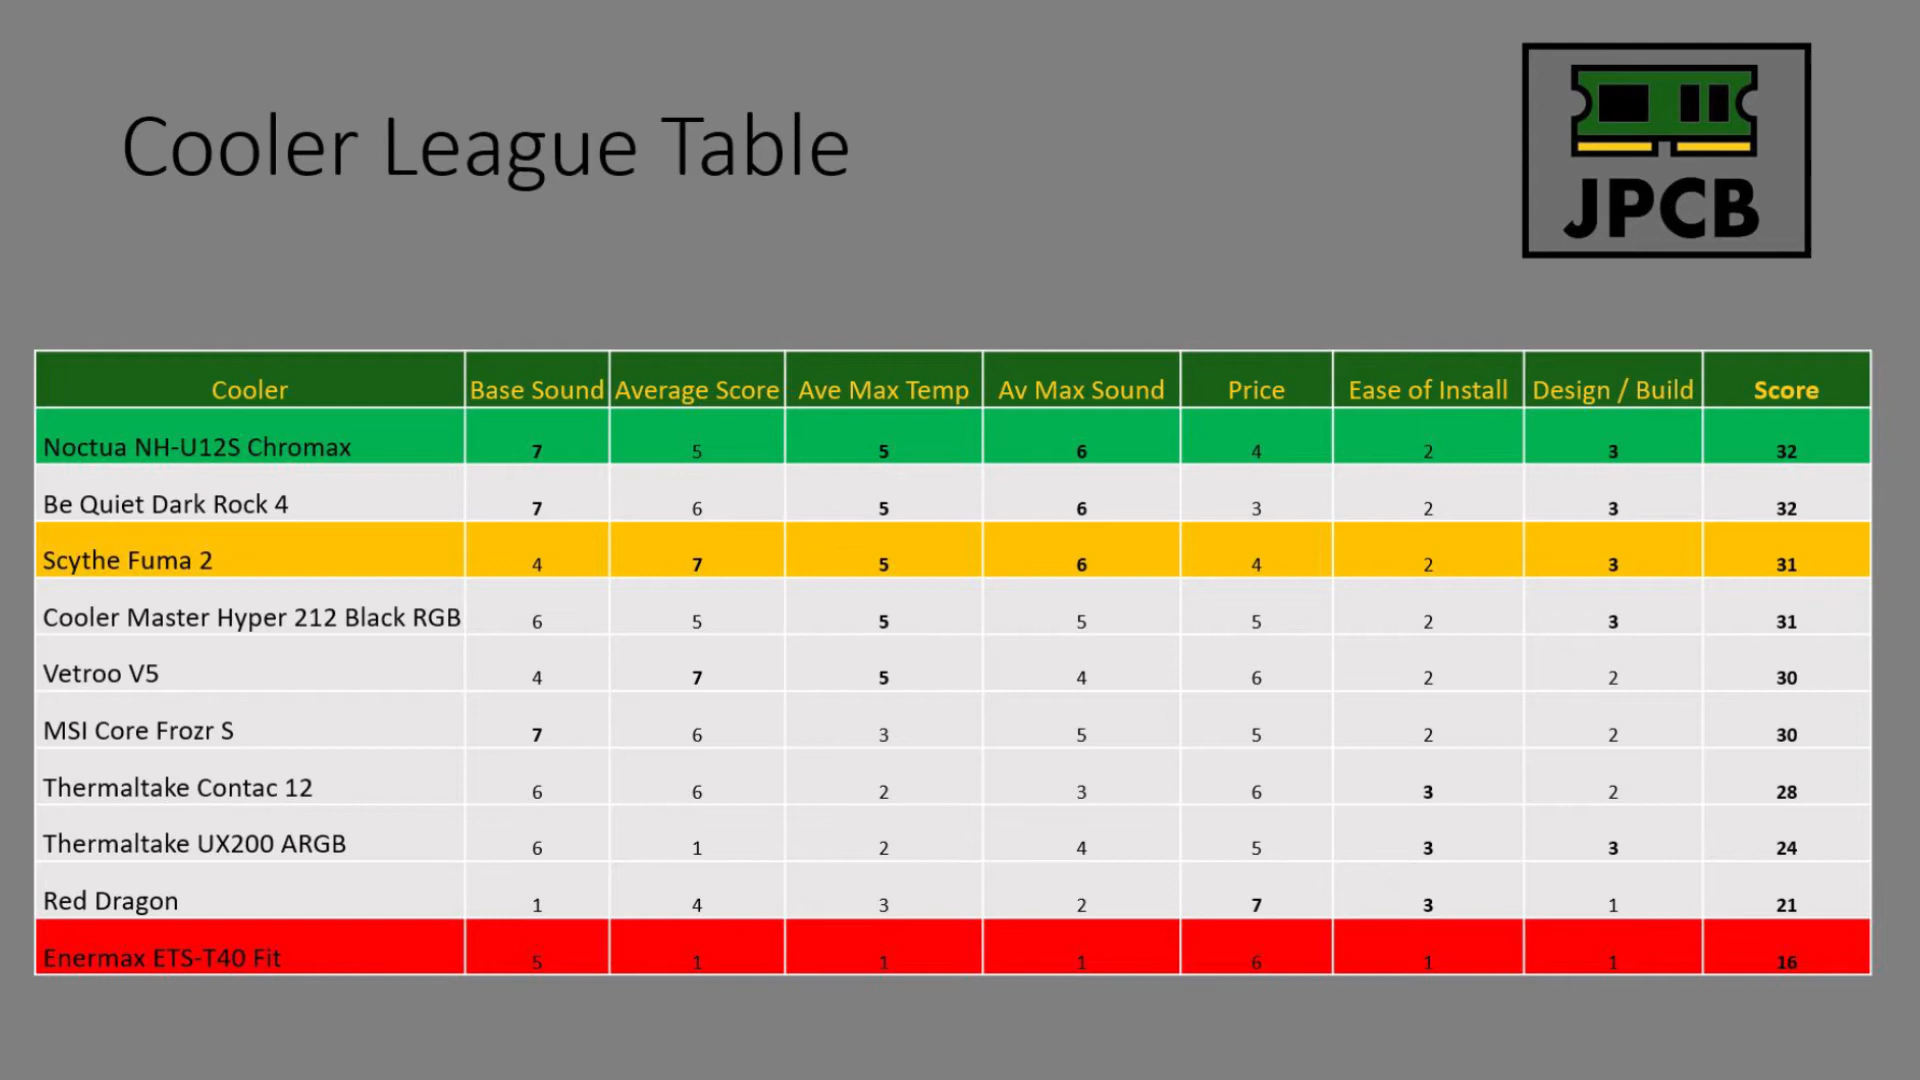 Cooler League Table
JPCB
Cooler Base Sound Average Score Ave Max Temp Av Max Sound Price Ease of Install Design / Build Score
Noctua NH-U12S Chromax 7 5 5 6 4 2 3 32
Be Quiet Dark Rock 4 7 6 5 6 3 2 3 32
Scythe Fuma 2 4 7 5 6 4 2 3 31
Cooler Master Hyper 212 Black RGB 6 5 5 5 5 2 3 31
Vetroo V5 4 7 5 4 6 2 2 30
MSI Core Frozr S 7 6 3 5 5 2 2 30
Thermaltake Contac 12 6 6 2 3 6 3 2 28
Thermaltake UX200 ARGB 6 1 2 4 5 3 3 24
Red Dragon 1 4 3 2 7 3 1 21
Enermax ETS-T40 Fit 5 1 1 1 6 1 1 16